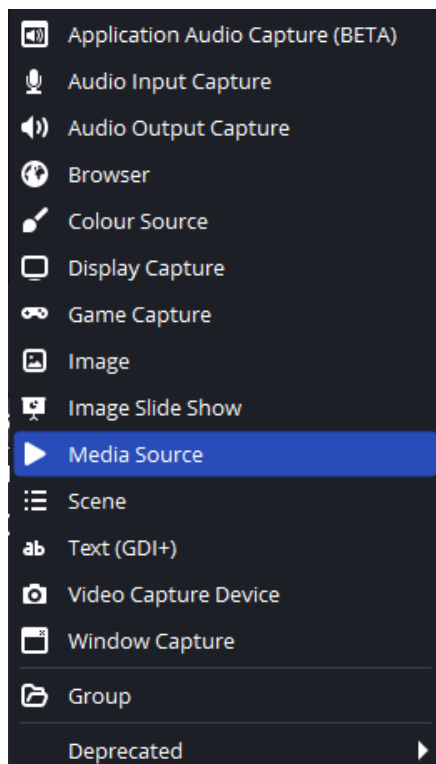 Application Audio Capture (BETA)
Audio Input Capture
Audio Output Capture
Browser
Colour Source
Display Capture
Game Capture
Image
Image Slide Show
Media Source
Scene
ab Text (GDI+)
Video Capture Device
Window Capture
Group
Deprecated